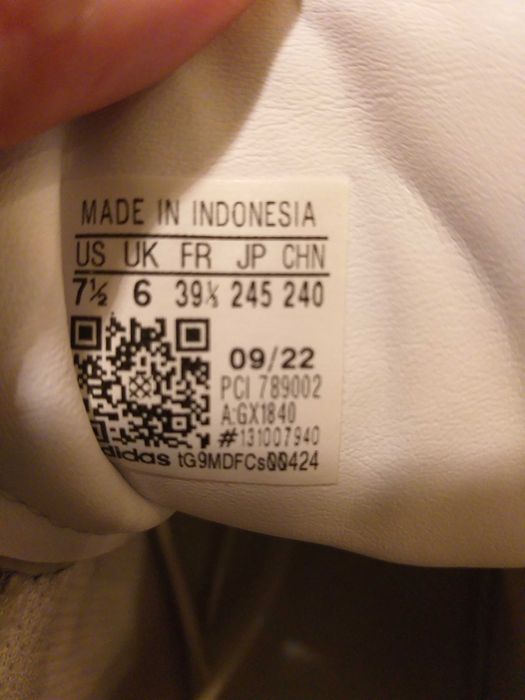 MADE IN INDONESIA
US UK FR JP CHN
7½ 6 39⅓ 245 240
09/22
PCI 789002
A:GX1840
#131007940
adidas tG9MDFCs00424